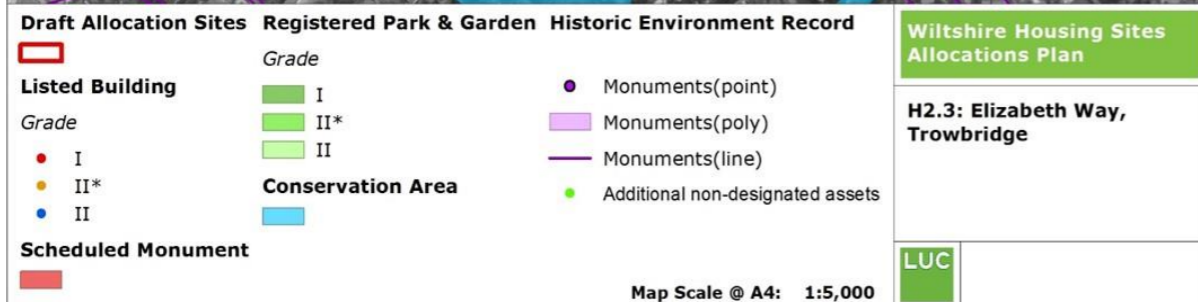 Draft Allocation Sites
Listed Building
Grade
I
II*
II
Scheduled Monument
Registered Park & Garden
Grade
I
II*
II
Conservation Area
Historic Environment Record
Monuments(point)
Monuments(poly)
Monuments(line)
Additional non-designated assets
Map Scale @ A4: 1:5,000
Wiltshire Housing Sites
Allocations Plan
H2.3: Elizabeth Way,
Trowbridge
LUC